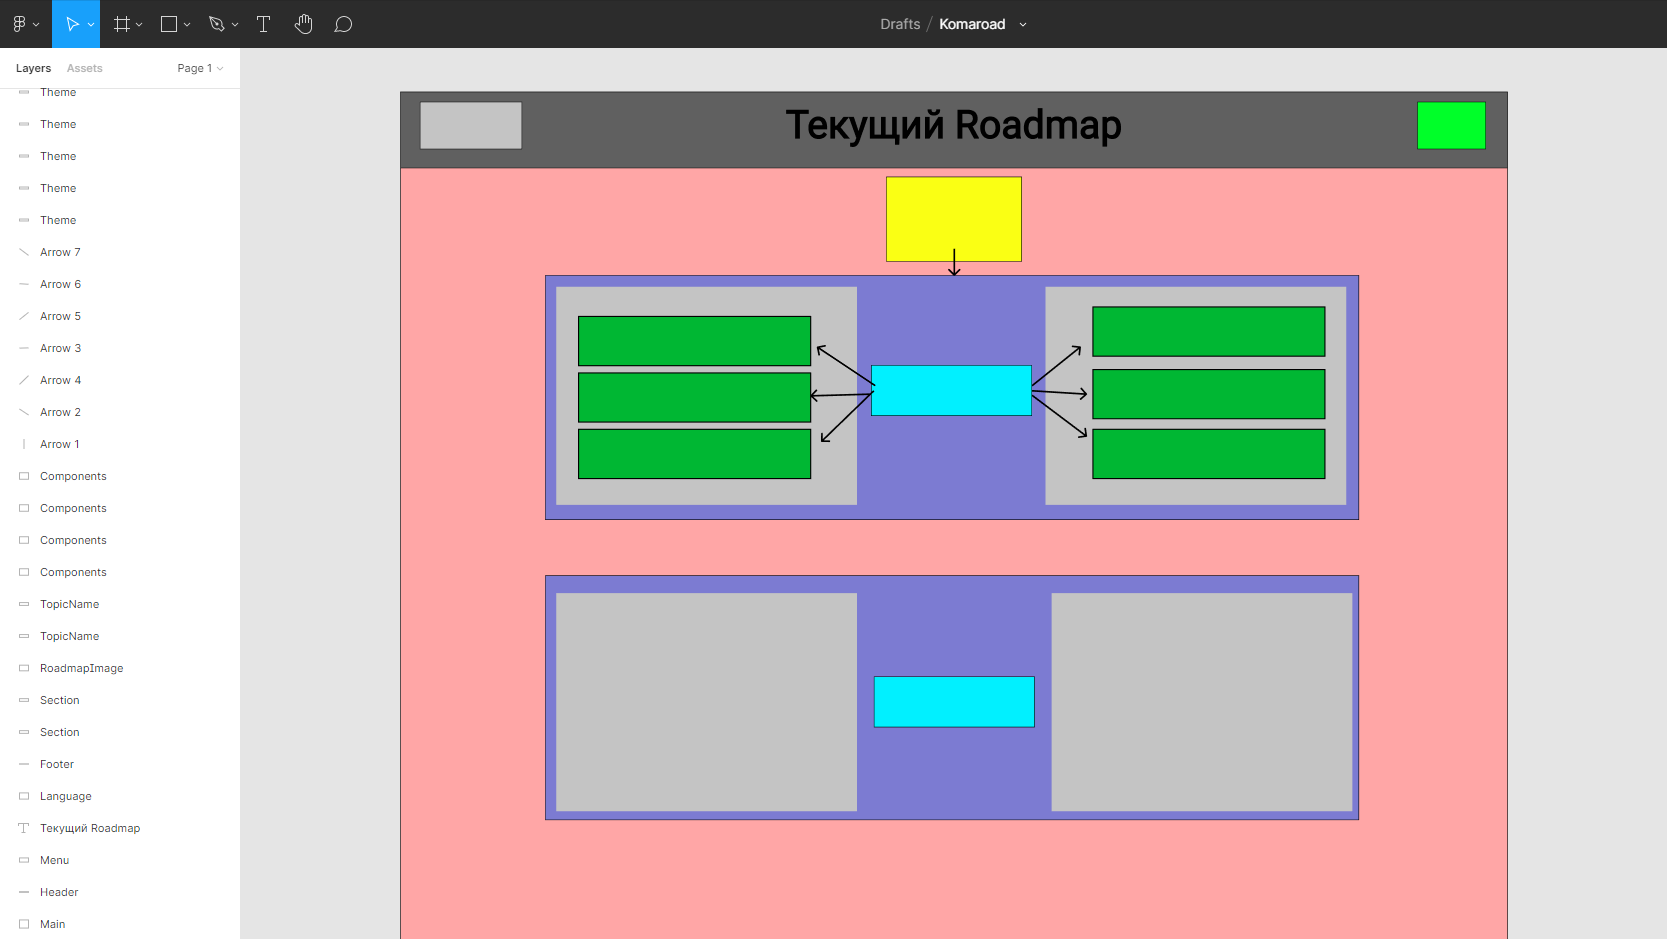 Drafts / Komaroad
Layers Assets Page 1
Theme
Theme
Theme
Theme
Theme
Arrow 7
Arrow 6
Arrow 5
Arrow 3
Arrow 4
Arrow 2
Arrow 1
Components
Components
Components
Components
TopicName
TopicName
RoadmapImage
Section
Section
Footer
Language
Текущий Roadmap
Menu
Header
Main
Текущий Roadmap